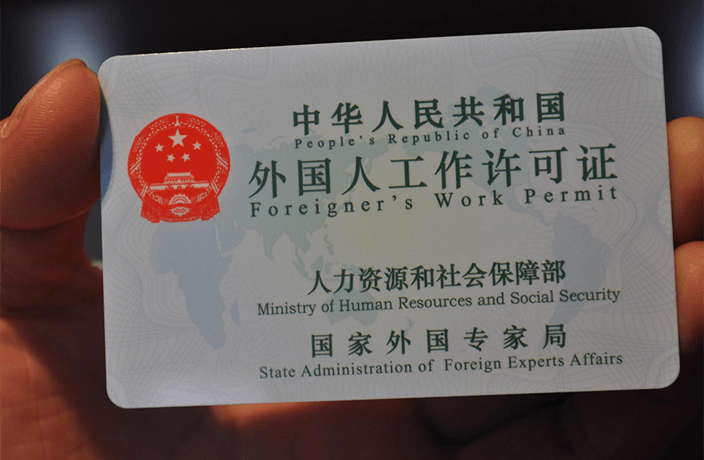 中华人民共和国
People's Republic of China
外国人工作许可证
Foreigner's Work Permit
人力资源和社会保障部
Ministry of Human Resources and Social Security
国家外国专家局
State Administration of Foreign Experts Affairs